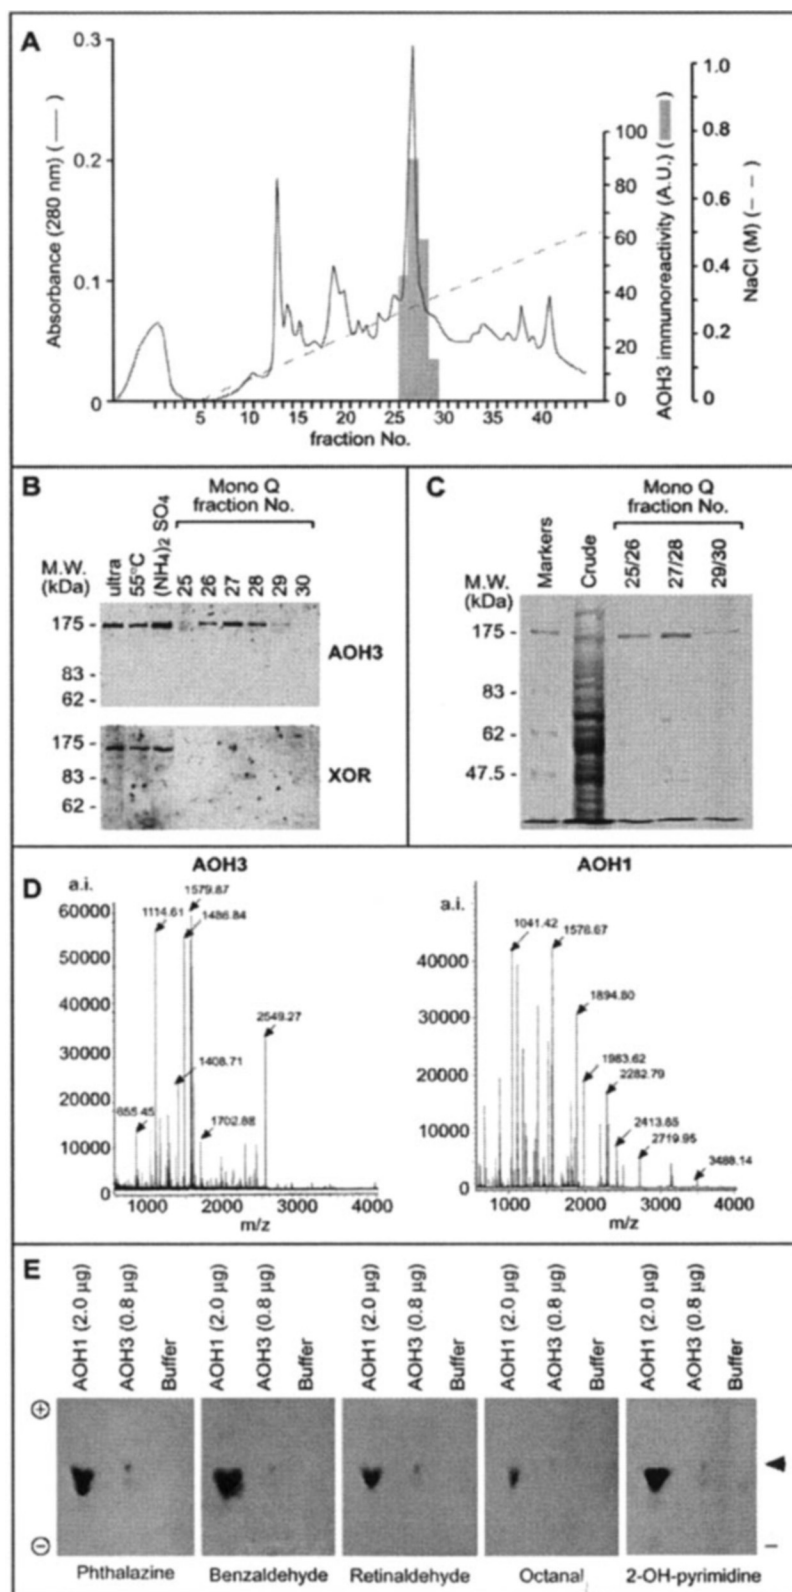 A
Absorbance (280 nm) ( — )
0.3
0.2
0.1
0
5
10
15
20
25
30
35
40
fraction No.
100
80
60
40
20
0
AOH3 immunoreactivity (A.U.) ( )
1.0
0.8
0.6
0.4
0.2
0
NaCl (M) ( – – )
B
Mono Q
fraction No.
M.W.
(kDa)
ultra
55°C
(NH4)2 SO4
25
26
27
28
29
30
175 -
83 -
62 -
AOH3
175 -
83 -
62 -
XOR
C
Mono Q
fraction No.
M.W.
(kDa)
Markers
Crude
25/26
27/28
29/30
175 -
83 -
62 -
47.5 -
D
AOH3
a.i.
60000
50000
40000
30000
20000
10000
0
1114.61
1579.87
1486.84
2549.27
1408.71
855.45
1702.88
1000
2000
3000
4000
m/z
AOH1
a.i.
40000
30000
20000
10000
0
1041.42
1576.67
1894.80
1983.62
2282.79
2413.65
2719.95
3488.14
1000
2000
3000
4000
m/z
E
AOH1 (2.0 µg)
AOH3 (0.8 µg)
Buffer
AOH1 (2.0 µg)
AOH3 (0.8 µg)
Buffer
AOH1 (2.0 µg)
AOH3 (0.8 µg)
Buffer
AOH1 (2.0 µg)
AOH3 (0.8 µg)
Buffer
AOH1 (2.0 µg)
AOH3 (0.8 µg)
Buffer
+
−
Phthalazine
Benzaldehyde
Retinaldehyde
Octanal
2-OH-pyrimidine